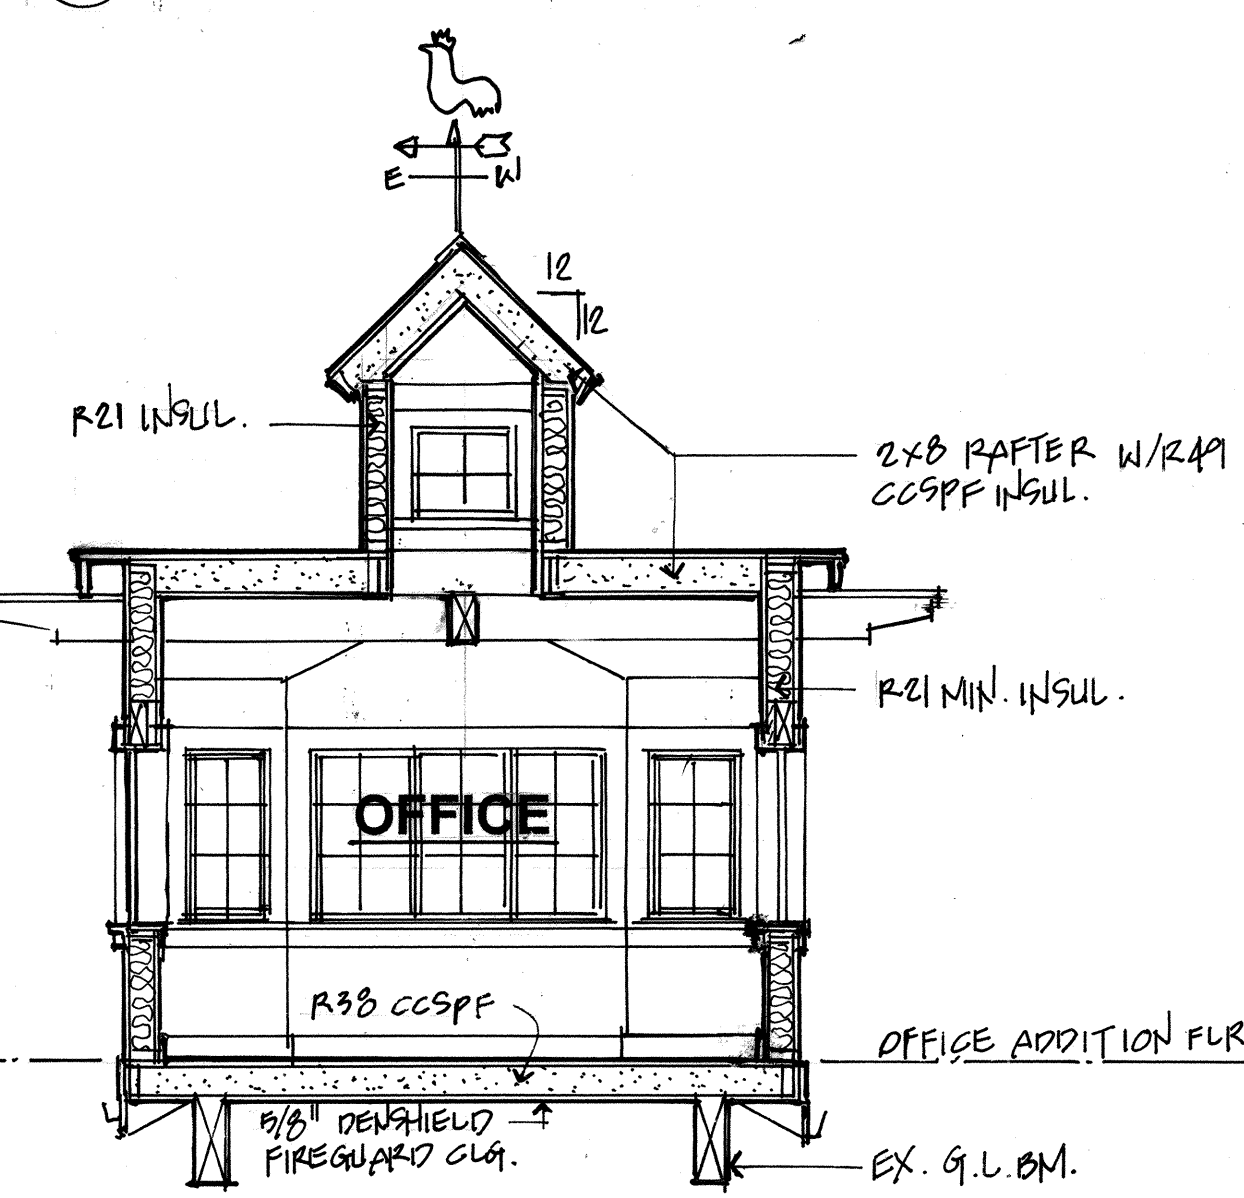 E W
12
12
R21 INSUL.
2X8 RAFTER W/R49
CCSPF INSUL.
R21 MIN. INSUL.
OFFICE
R38 CCSPF
OFFICE ADDITION FLR
5/8" DENSHIELD
FIREGUARD CLG.
EX. G.L.BM.